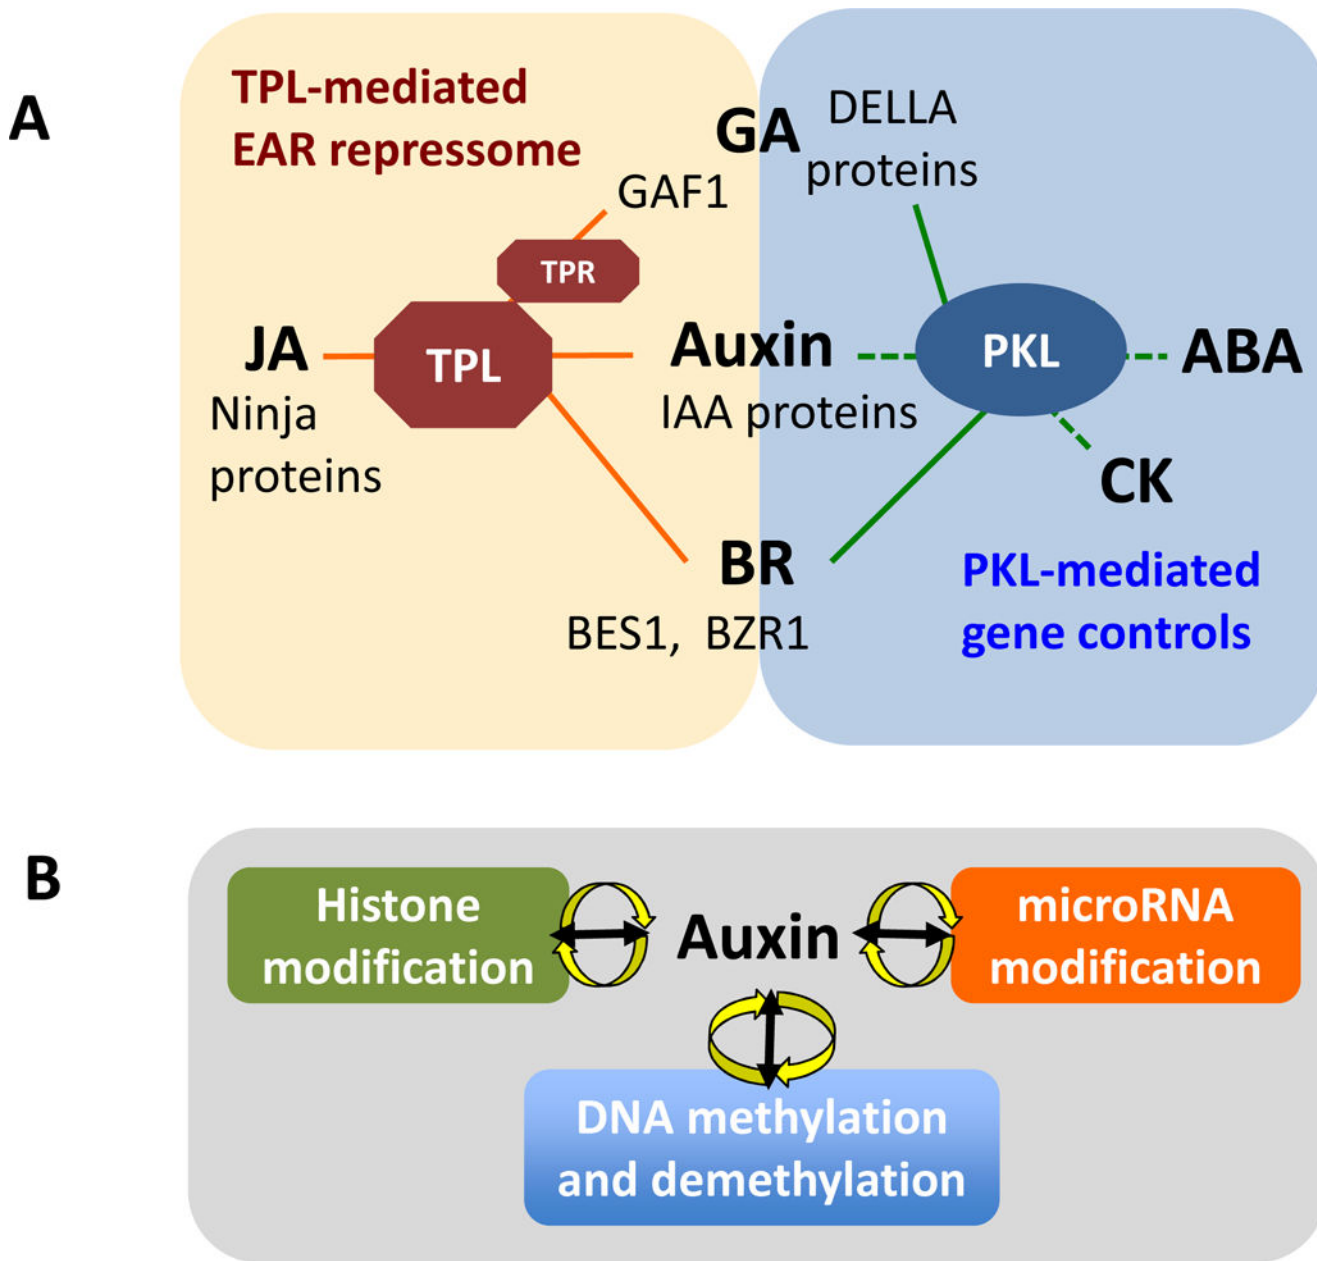 A
TPL-mediated
EAR repressome
GA
DELLA
proteins
GAF1
TPR
JA
TPL
Auxin
PKL
ABA
Ninja
proteins
IAA proteins
CK
BR
BES1, BZR1
PKL-mediated
gene controls
B
Histone
modification
Auxin
microRNA
modification
DNA methylation
and demethylation